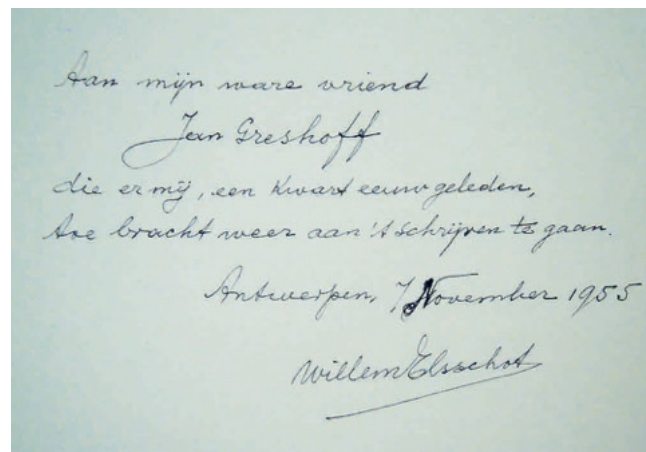 Aan mijn ware vriend
Jan Greshoff
die er mij, een kwart eeuw geleden,
toe bracht weer aan 't schrijven te gaan.
Antwerpen, 7 November 1955
Willem Elsschot